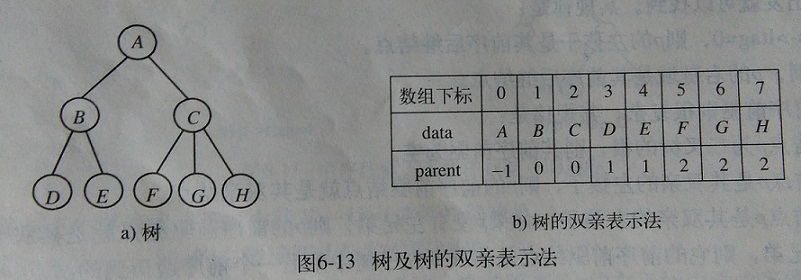 A
B C
D E F G H
a) 树
数组下标 0 1 2 3 4 5 6 7
data A B C D E F G H
parent −1 0 0 1 1 2 2 2
b) 树的双亲表示法
图6-13 树及树的双亲表示法